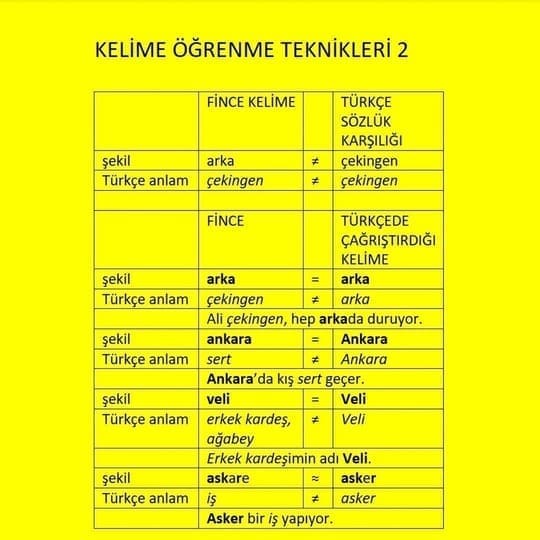 KELİME ÖĞRENME TEKNİKLERİ 2
FİNCE KELİME TÜRKÇE
SÖZLÜK
KARŞILIĞI
şekil arka ≠ çekingen
Türkçe anlam çekingen ≠ çekingen
FİNCE TÜRKÇEDE
ÇAĞRIŞTIRDIĞI
KELİME
şekil arka = arka
Türkçe anlam çekingen ≠ arka
Ali çekingen, hep arkada duruyor.
şekil ankara = Ankara
Türkçe anlam sert ≠ Ankara
Ankara'da kış sert geçer.
şekil veli = Veli
Türkçe anlam erkek kardeş, ≠ Veli
ağabey
Erkek kardeşimin adı Veli.
şekil askare ≈ asker
Türkçe anlam iş ≠ asker
Asker bir iş yapıyor.